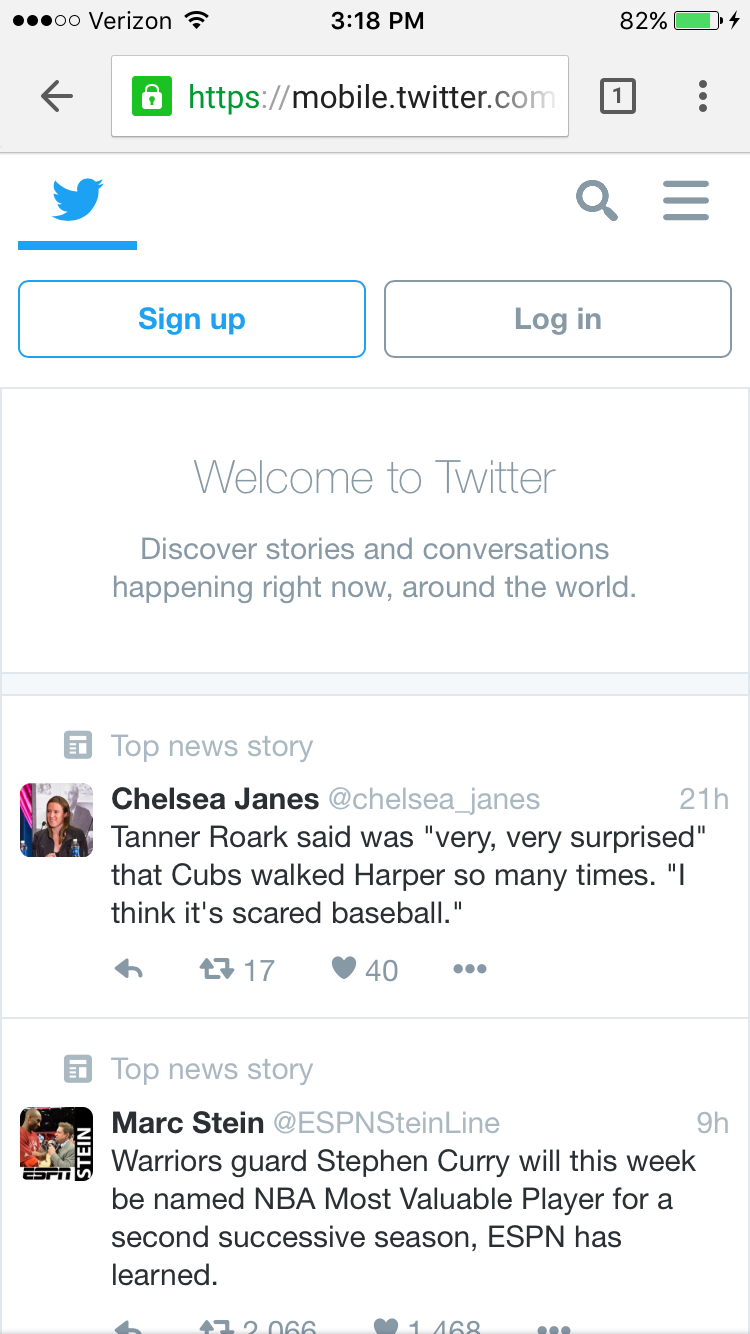 Verizon 3:18 PM 82%
https://mobile.twitter.com 1
Sign up Log in
Welcome to Twitter
Discover stories and conversations
happening right now, around the world.
Top news story
Chelsea Janes @chelsea_janes 21h
Tanner Roark said was "very, very surprised"
that Cubs walked Harper so many times. "I
think it's scared baseball."
17 40
Top news story
Marc Stein @ESPNSteinLine 9h
STEIN
ESPN
Warriors guard Stephen Curry will this week
be named NBA Most Valuable Player for a
second successive season, ESPN has
learned.
2,066 1,468